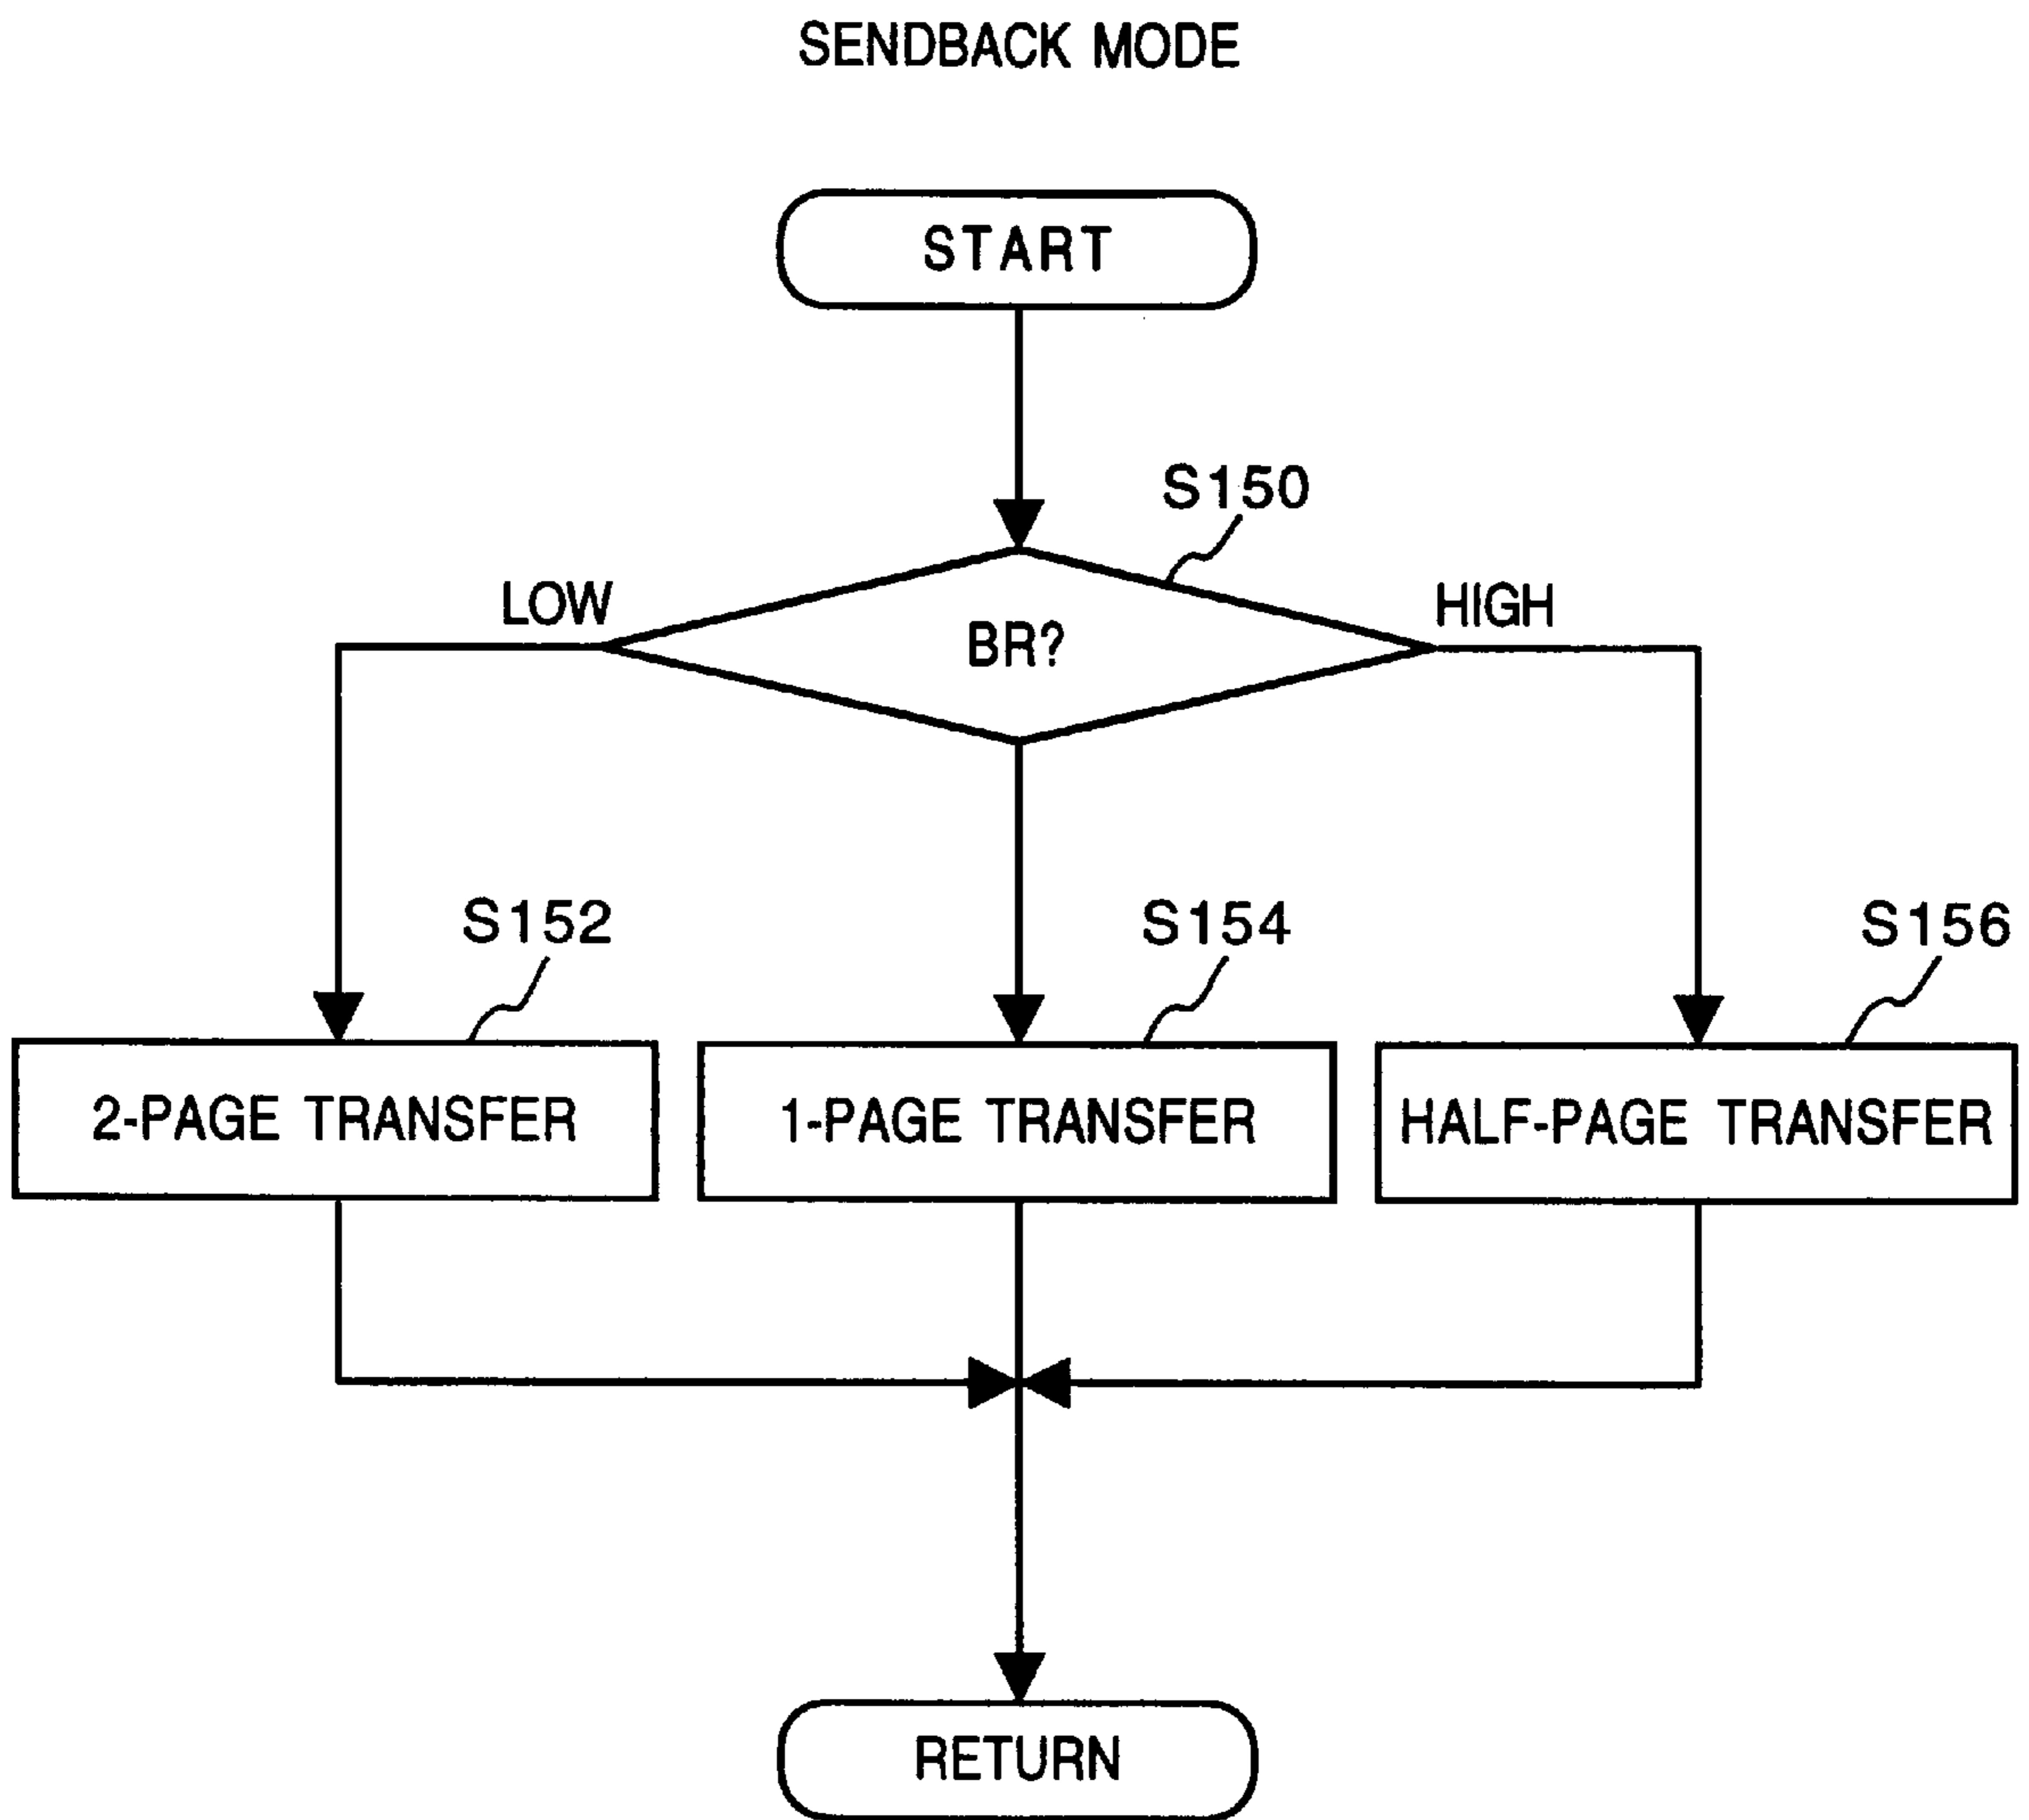 SENDBACK MODE
START
S150
LOW
BR?
HIGH
S152
S154
S156
2-PAGE TRANSFER
1-PAGE TRANSFER
HALF-PAGE TRANSFER
RETURN